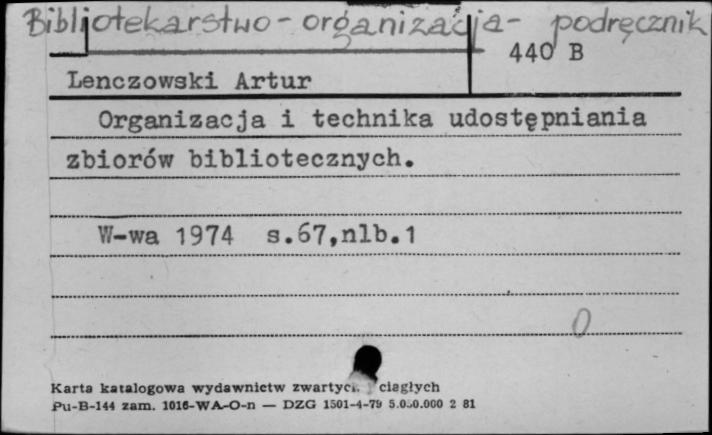 Bibliotekarstwo - organizacja - podręcznik
440 B
Lenczowski Artur
Organizacja i technika udostępniania
zbiorów bibliotecznych.
W-wa 1974 s.67,nlb.1
0
Karta katalogowa wydawnictw zwartych i ciągłych
Pu-B-144 zam. 1016-WA-O-n — DZG 1501-4-79 2 81